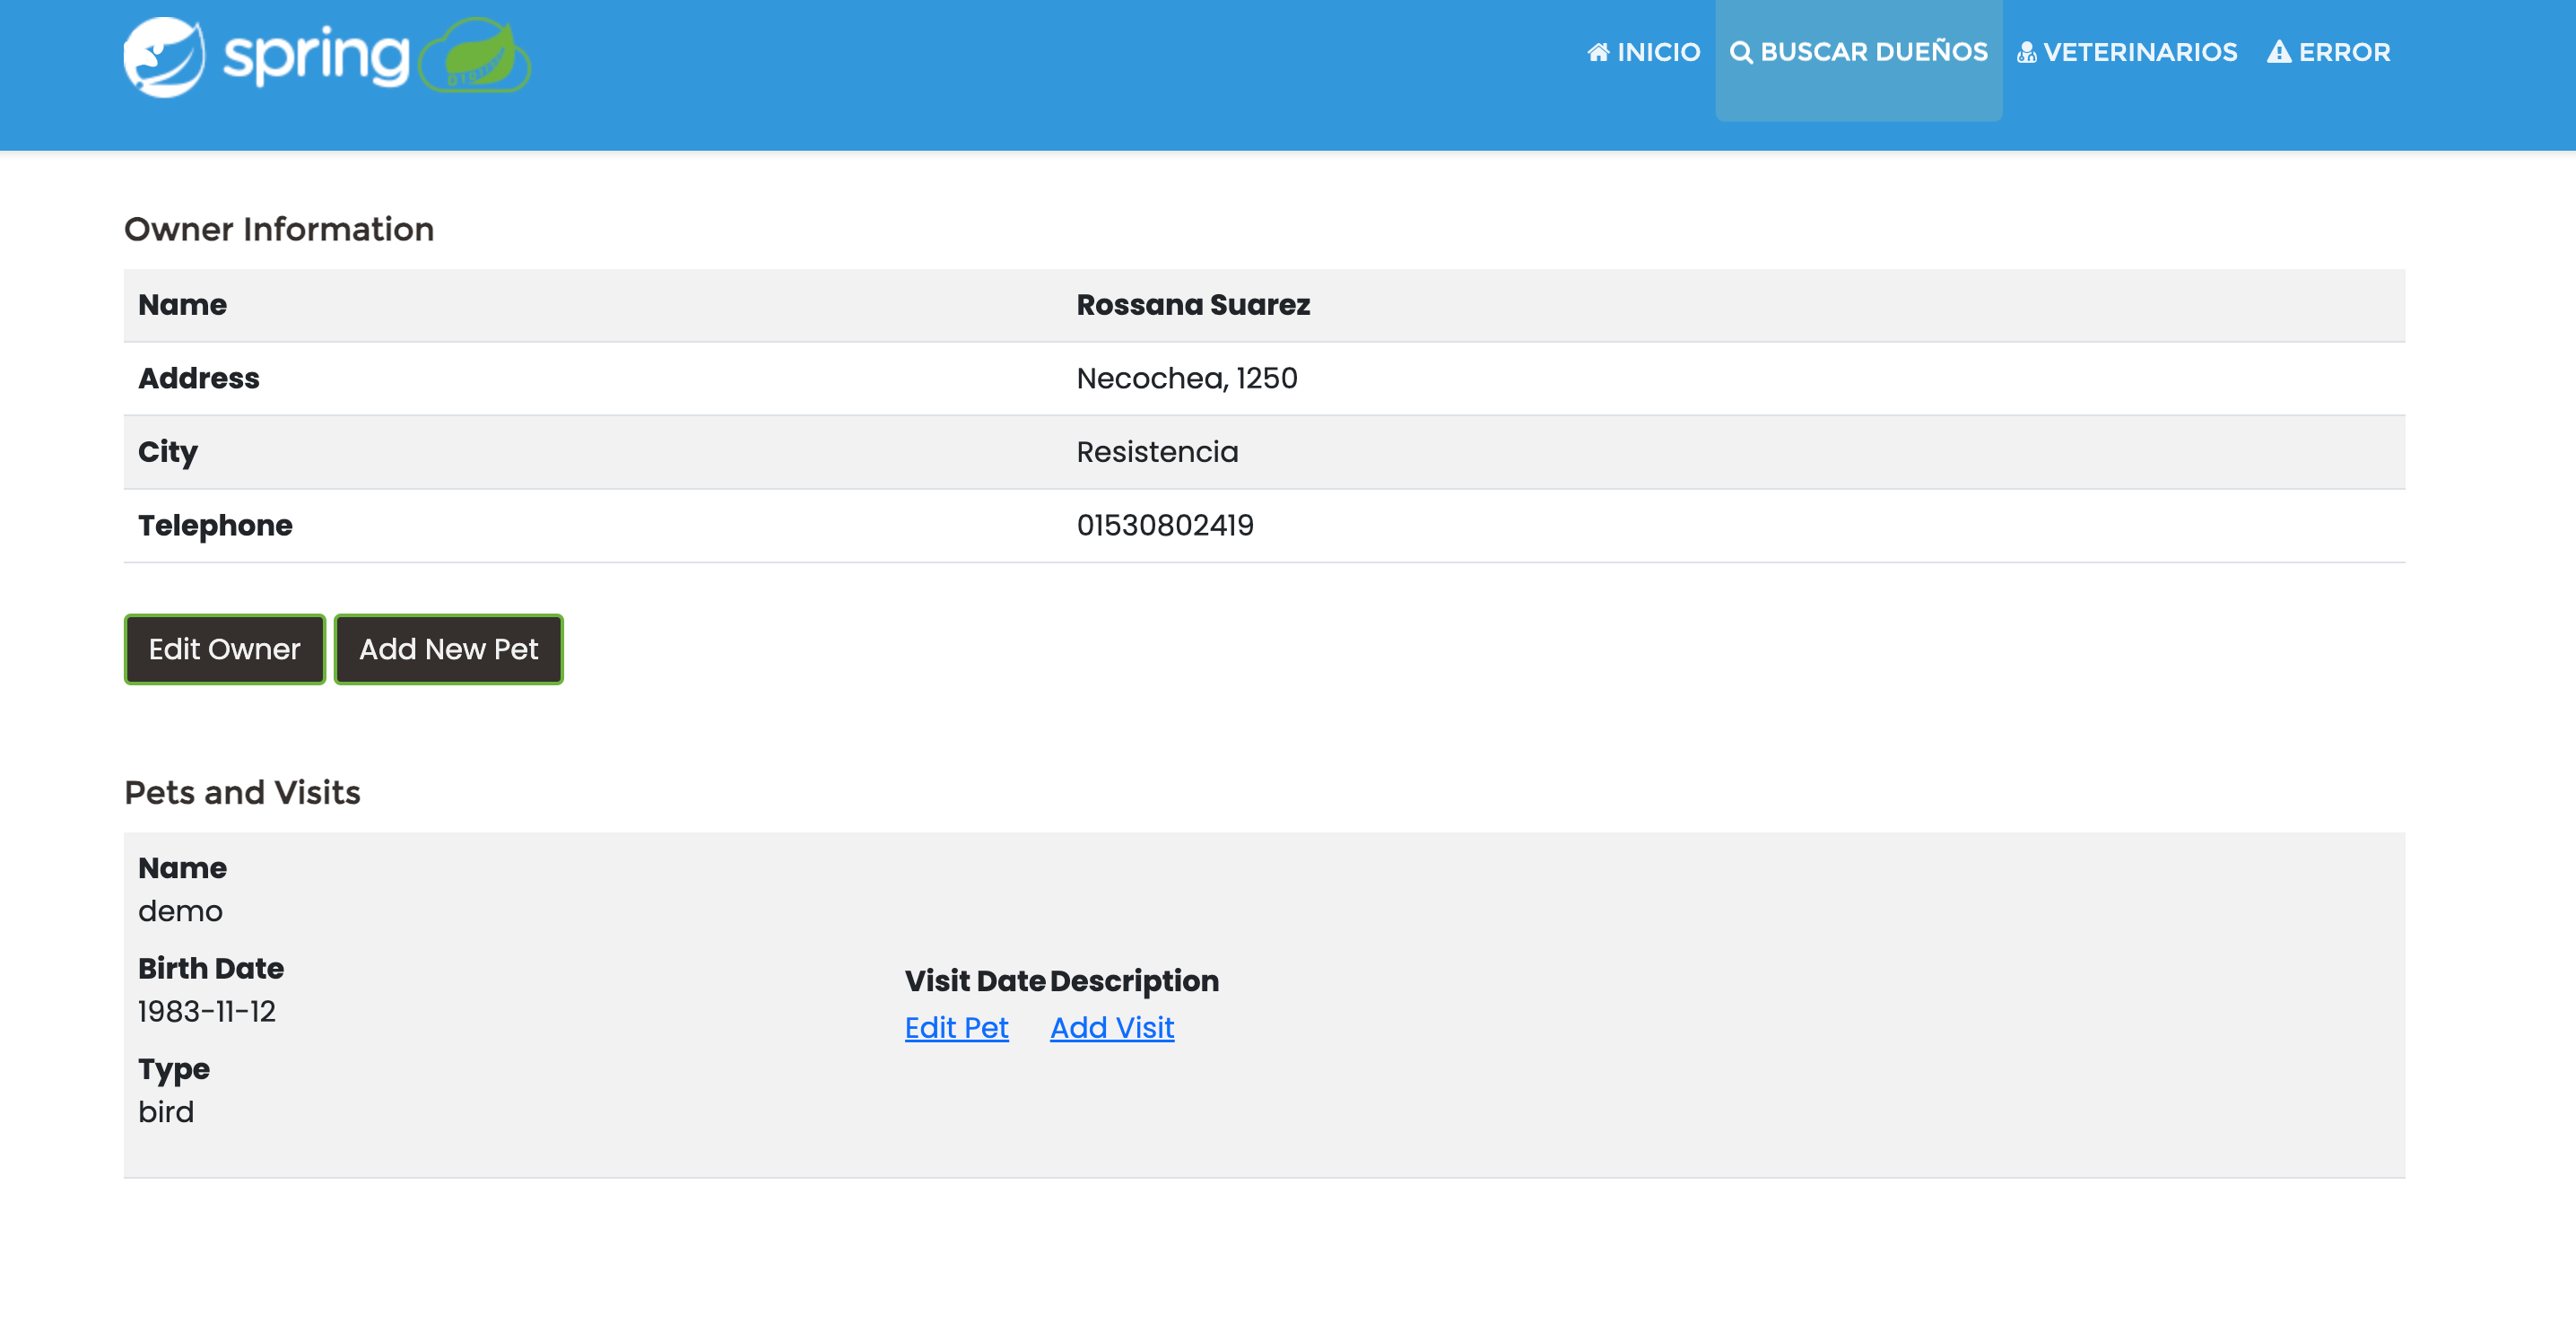 spring
INICIO BUSCAR DUEÑOS VETERINARIOS ERROR
Owner Information
Name Rossana Suarez
Address Necochea, 1250
City Resistencia
Telephone 01530802419
Edit Owner Add New Pet
Pets and Visits
Name
demo
Birth Date
1983-11-12
Type
bird
Visit Date Description
Edit Pet Add Visit